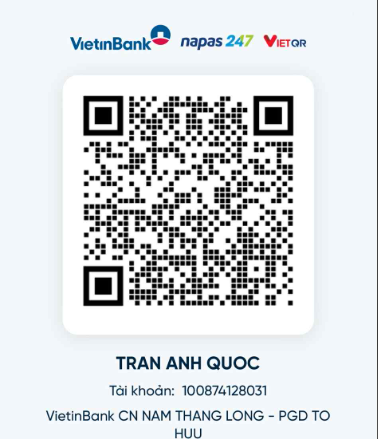 VietinBank napas 247 VIETQR
TRAN ANH QUOC
Tài khoản: 100874128031
VietinBank CN NAM THANG LONG - PGD TO
HUU